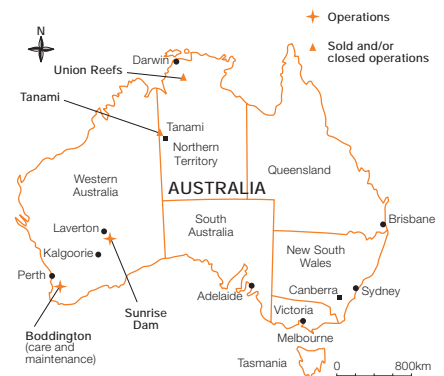 N
Operations
Sold and/or
closed operations
Darwin
Union Reefs
Tanami
Tanami
Northern
Territory
Queensland
Western
Australia
AUSTRALIA
South
Australia
Brisbane
Laverton
Kalgoorie
New South
Wales
Perth
Canberra
Sydney
Adelaide
Sunrise
Dam
Victoria
Boddington
(care and
maintenance)
Melbourne
Tasmania
0
800km